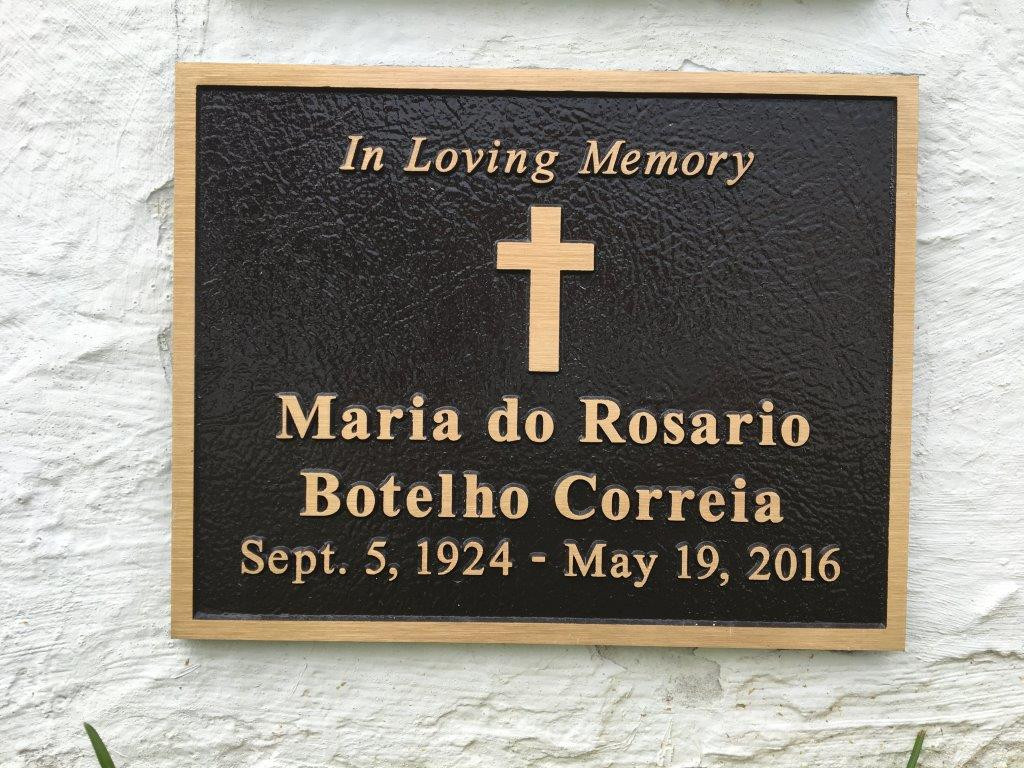 In Loving Memory
Maria do Rosario
Botelho Correia
Sept. 5, 1924 - May 19, 2016